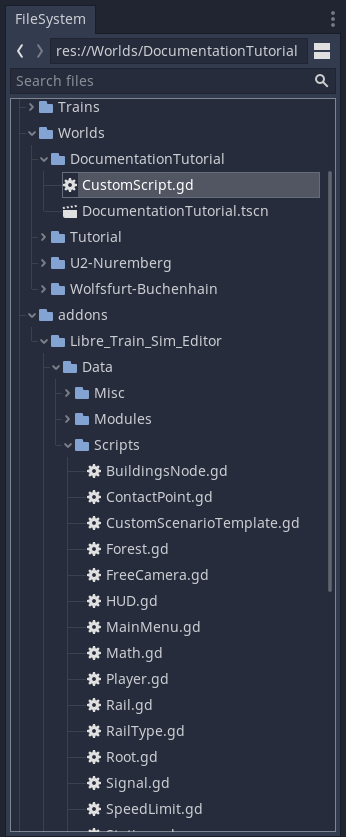 FileSystem
res://Worlds/DocumentationTutorial
Search files
Trains
Worlds
DocumentationTutorial
CustomScript.gd
DocumentationTutorial.tscn
Tutorial
U2-Nuremberg
Wolfsfurt-Buchenhain
addons
Libre_Train_Sim_Editor
Data
Misc
Modules
Scripts
BuildingsNode.gd
ContactPoint.gd
CustomScenarioTemplate.gd
Forest.gd
FreeCamera.gd
HUD.gd
MainMenu.gd
Math.gd
Player.gd
Rail.gd
RailType.gd
Root.gd
Signal.gd
SpeedLimit.gd